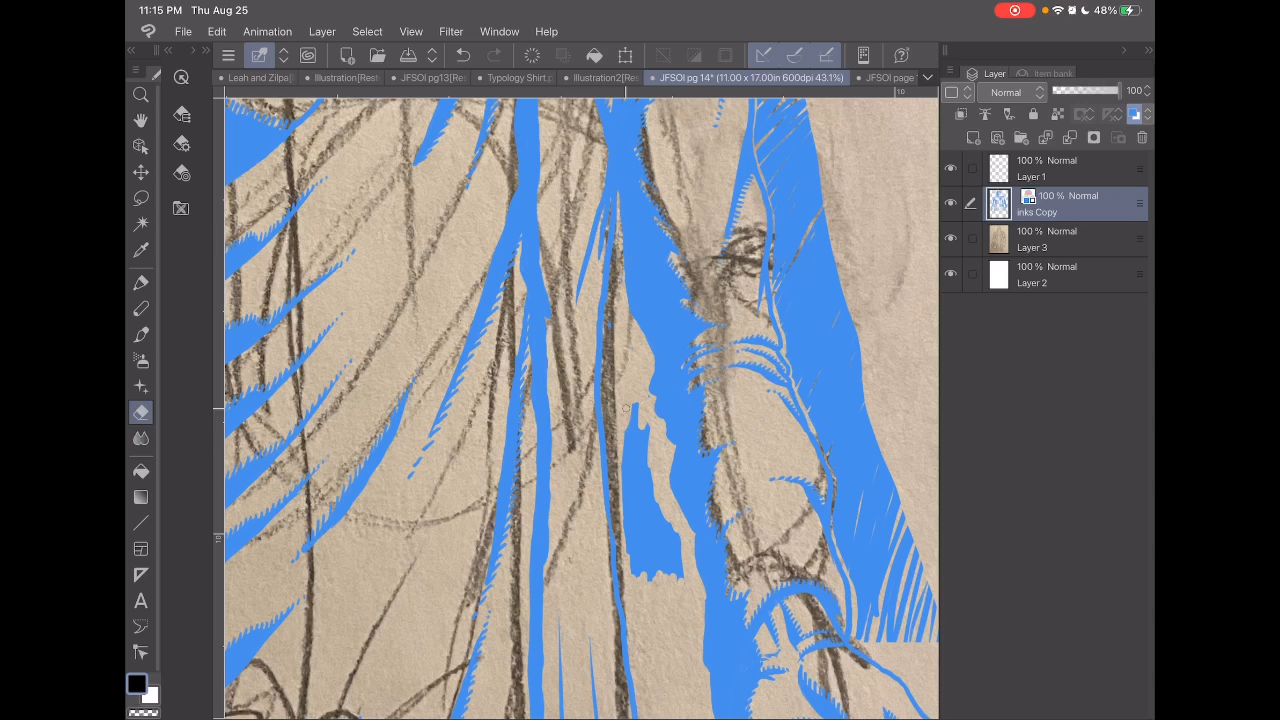 11:15 PM Thu Aug 25
48%
File Edit Animation Layer Select View Filter Window Help
Leah and Zilpa Illustration[Rest JFSOI pg13[Re Typology Shirt. Illustration2[Res JFSOI pg 14* (11.00 x 17.00in 600dpi 43.1%) JFSOI page
10
Layer Item bank
Normal 100
100 % Normal
Layer 1
100 % Normal
inks Copy
100 % Normal
Layer 3
100 % Normal
Layer 2